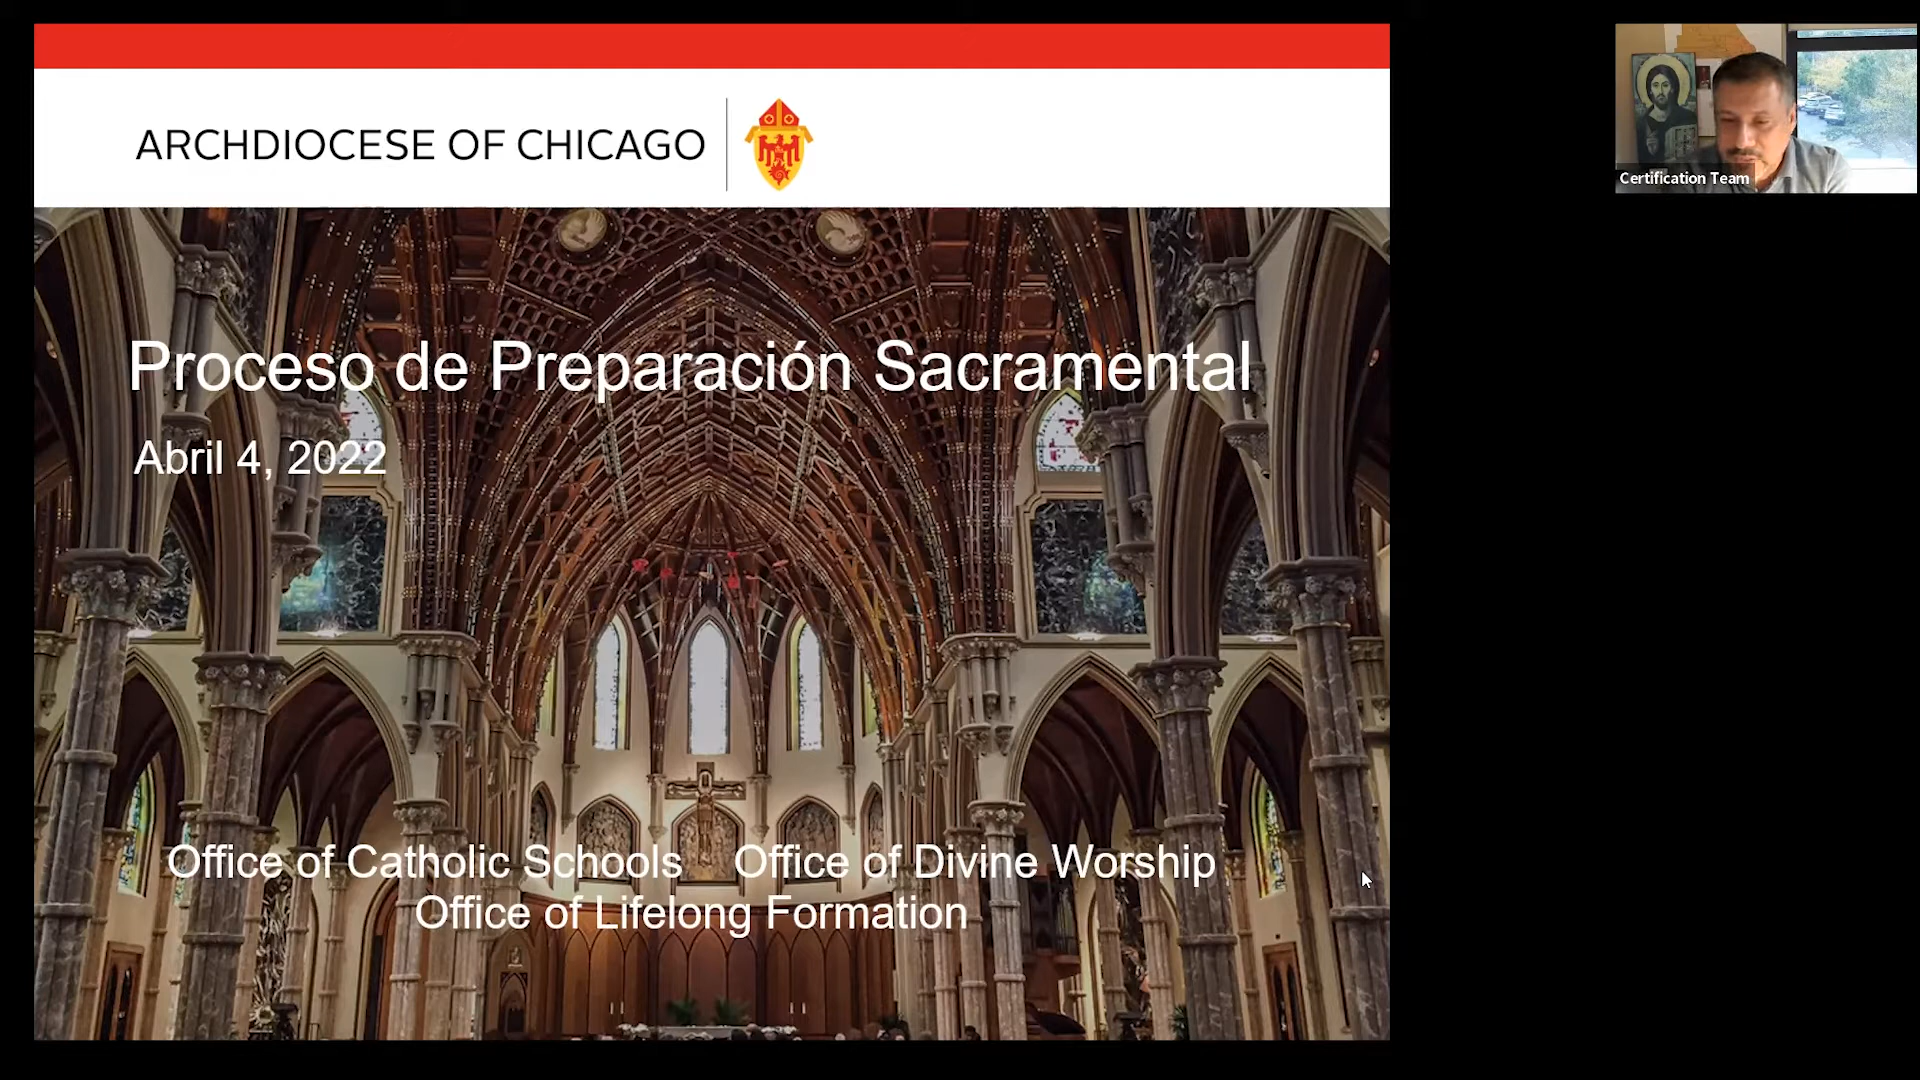 ARCHDIOCESE OF CHICAGO
Proceso de Preparación Sacramental
Abril 4, 2022
Office of Catholic Schools Office of Divine Worship
Office of Lifelong Formation
Certification Team